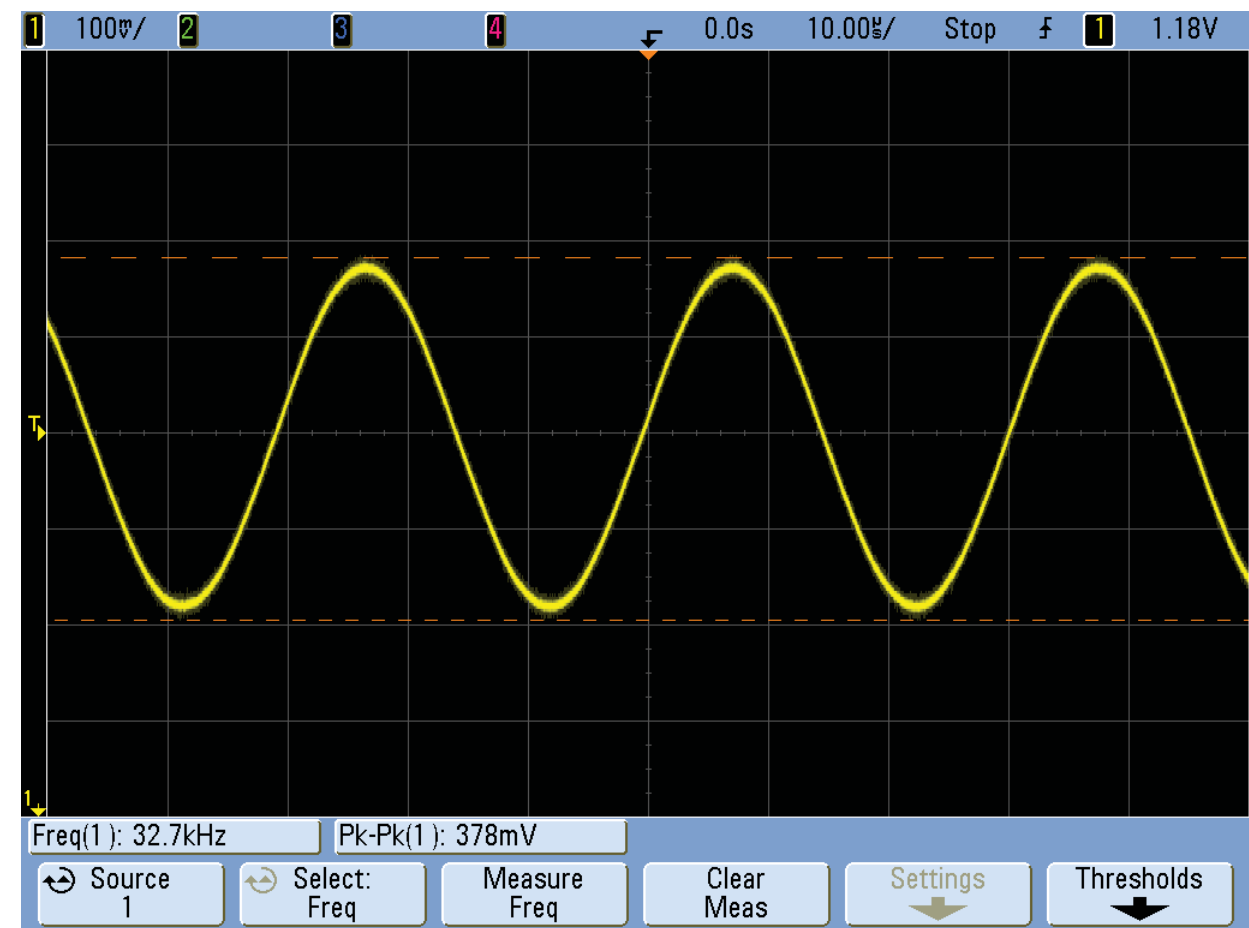 1 100mV/ 2 3 4 0.0s 10.00us/ Stop 1 1.18V
T
1
Freq(1): 32.7kHz Pk-Pk(1): 378mV
Source Select: Measure Clear Settings Thresholds
1 Freq Freq Meas